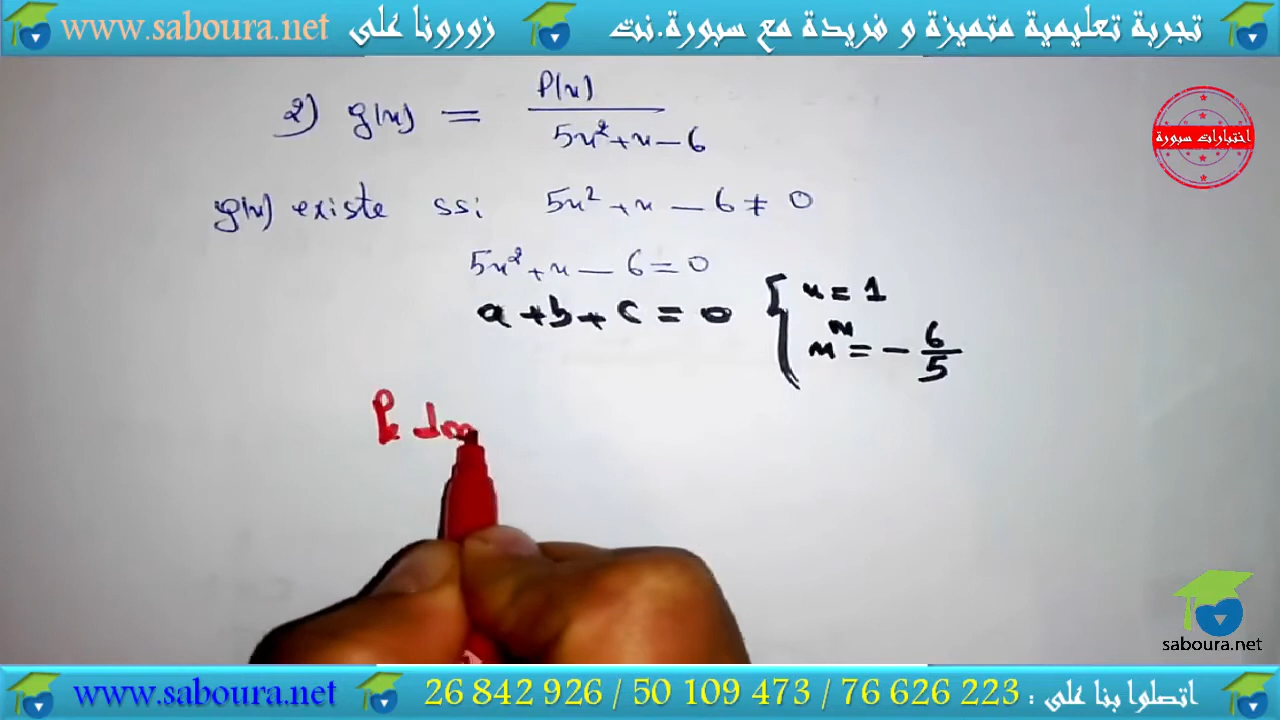 www.saboura.net زورونا على تجربة تعليمية متميزة و فريدة مع سبورة.نت
اختبارات سبورة
2) g(x) = P(x) / 5x²+x-6
g(x) existe ssi 5x²+x-6≠0
5x²+x-6=0
a+b+c=0 { x=1
x"=-6/5
saboura.net
www.saboura.net 26 842 926 / 50 109 473 / 76 626 223 : اتصلوا بنا على